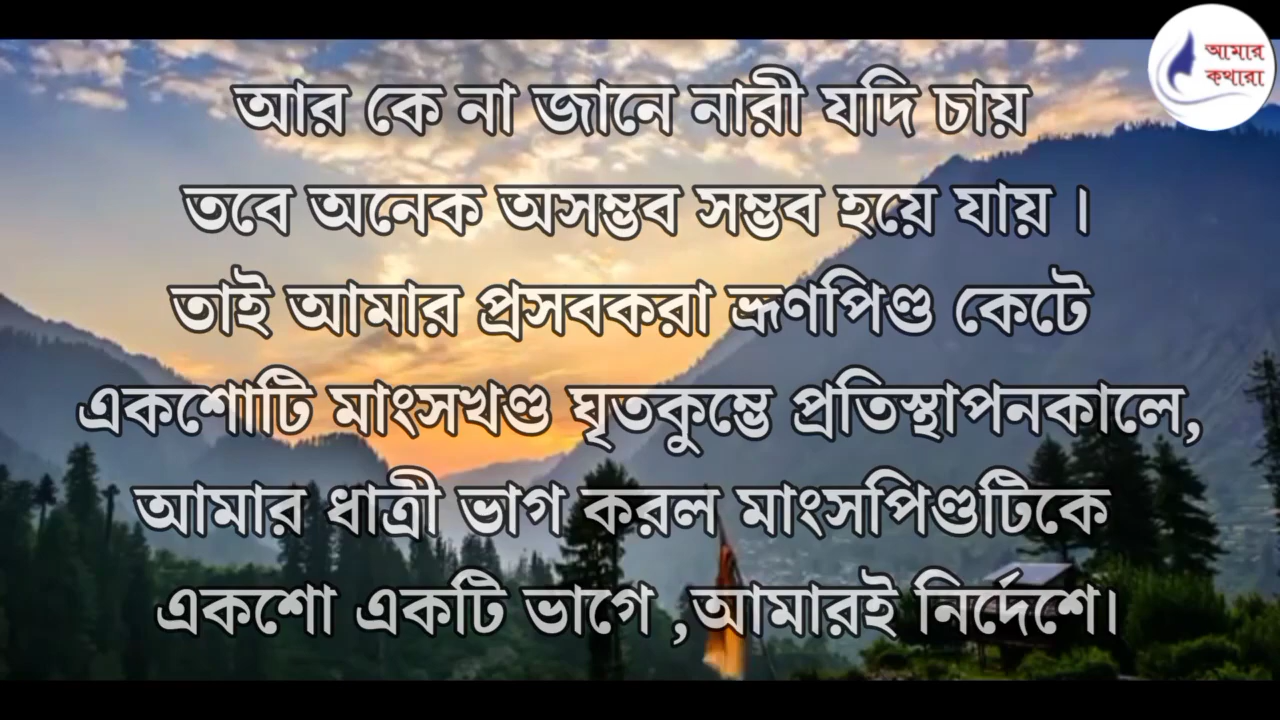 আমার
কথারা
আর কে না জানে নারী যদি চায়
তবে অনেক অসম্ভব সম্ভব হয়ে যায় ।
তাই আমার প্রসবকরা ভ্রূণপিণ্ড কেটে
একশোটি মাংসখণ্ড ঘৃতকুম্ভে প্রতিস্থাপনকালে,
আমার ধাত্রী ভাগ করল মাংসপিণ্ডটিকে
একশো একটি ভাগে ,আমারই নির্দেশে।